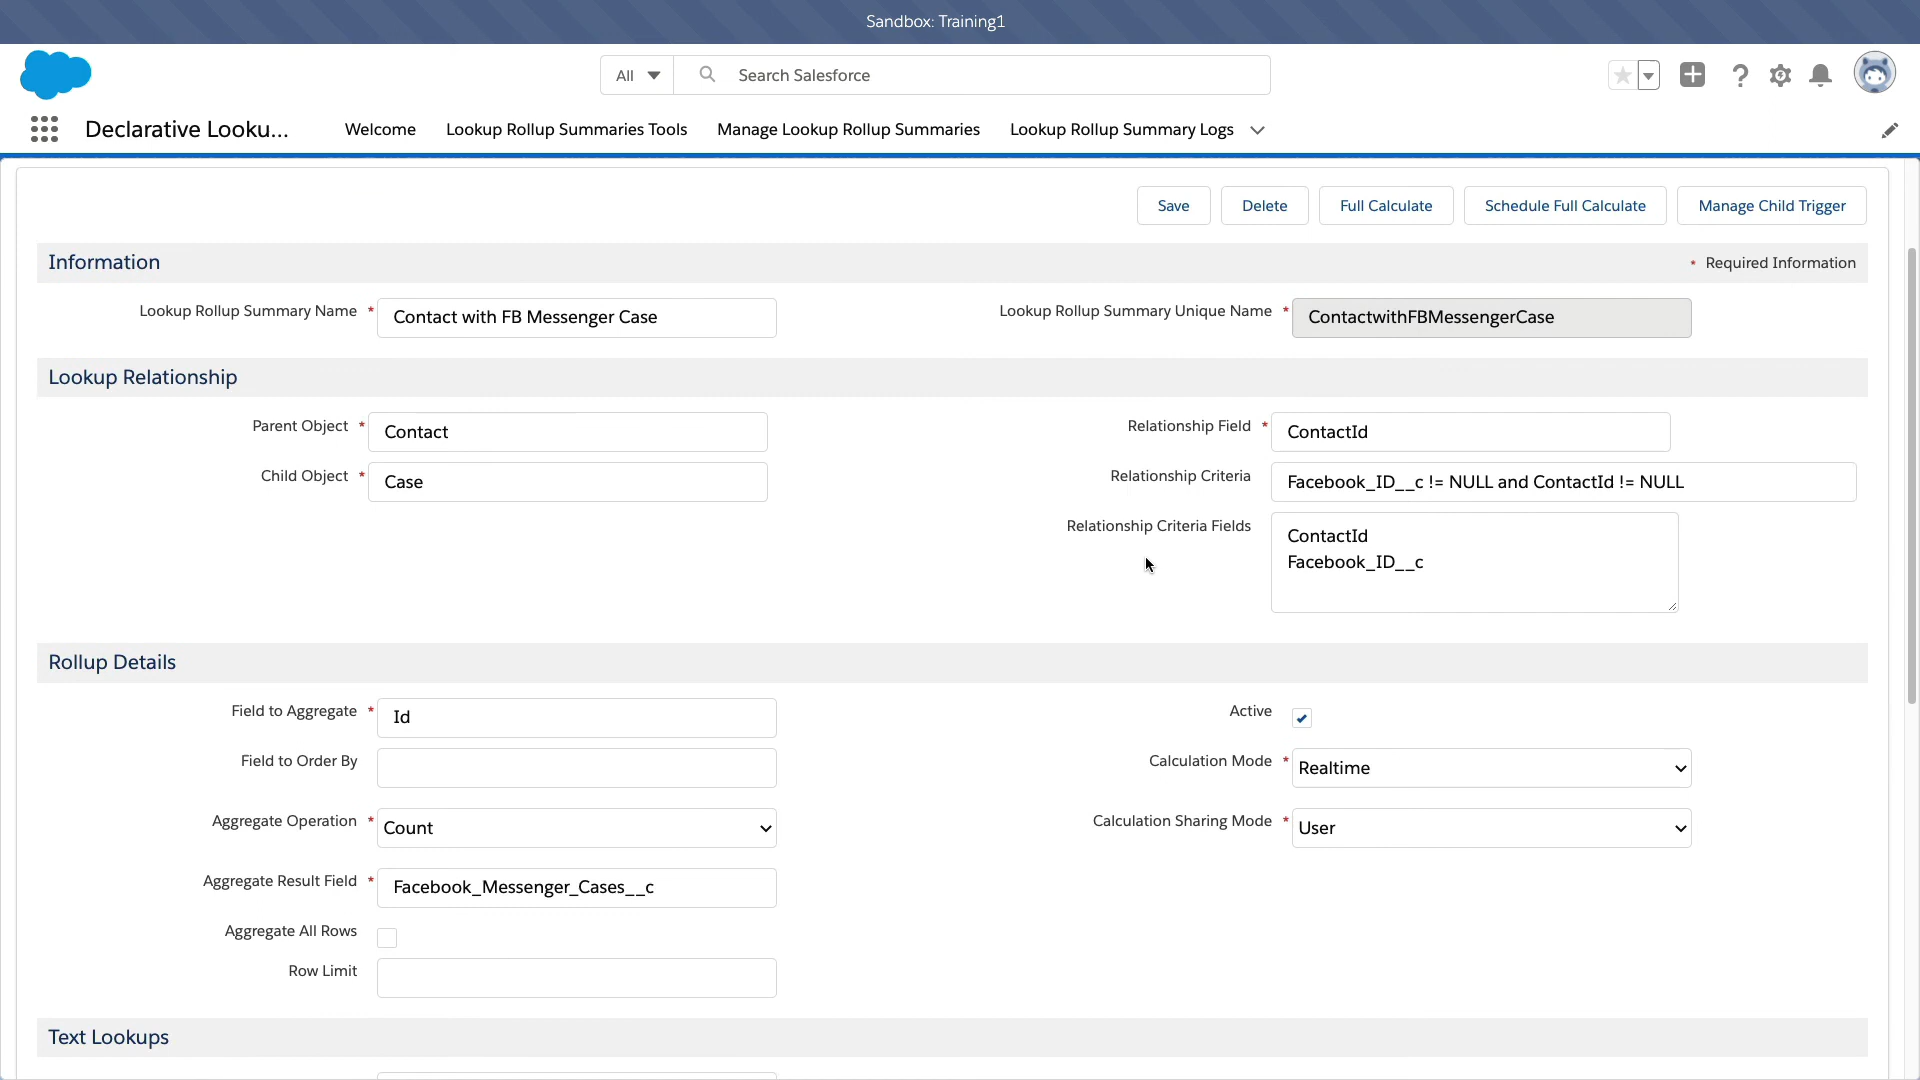 Sandbox: Training1
All
Search Salesforce
Declarative Looku...
Welcome
Lookup Rollup Summaries Tools
Manage Lookup Rollup Summaries
Lookup Rollup Summary Logs
Save
Delete
Full Calculate
Schedule Full Calculate
Manage Child Trigger
Information
* Required Information
Lookup Rollup Summary Name * Contact with FB Messenger Case
Lookup Rollup Summary Unique Name * ContactwithFBMessengerCase
Lookup Relationship
Parent Object * Contact
Relationship Field * ContactId
Child Object * Case
Relationship Criteria Facebook_ID__c != NULL and ContactId != NULL
Relationship Criteria Fields ContactId
Facebook_ID__c
Rollup Details
Field to Aggregate * Id
Active
Field to Order By
Calculation Mode * Realtime
Aggregate Operation * Count
Calculation Sharing Mode * User
Aggregate Result Field * Facebook_Messenger_Cases__c
Aggregate All Rows
Row Limit
Text Lookups